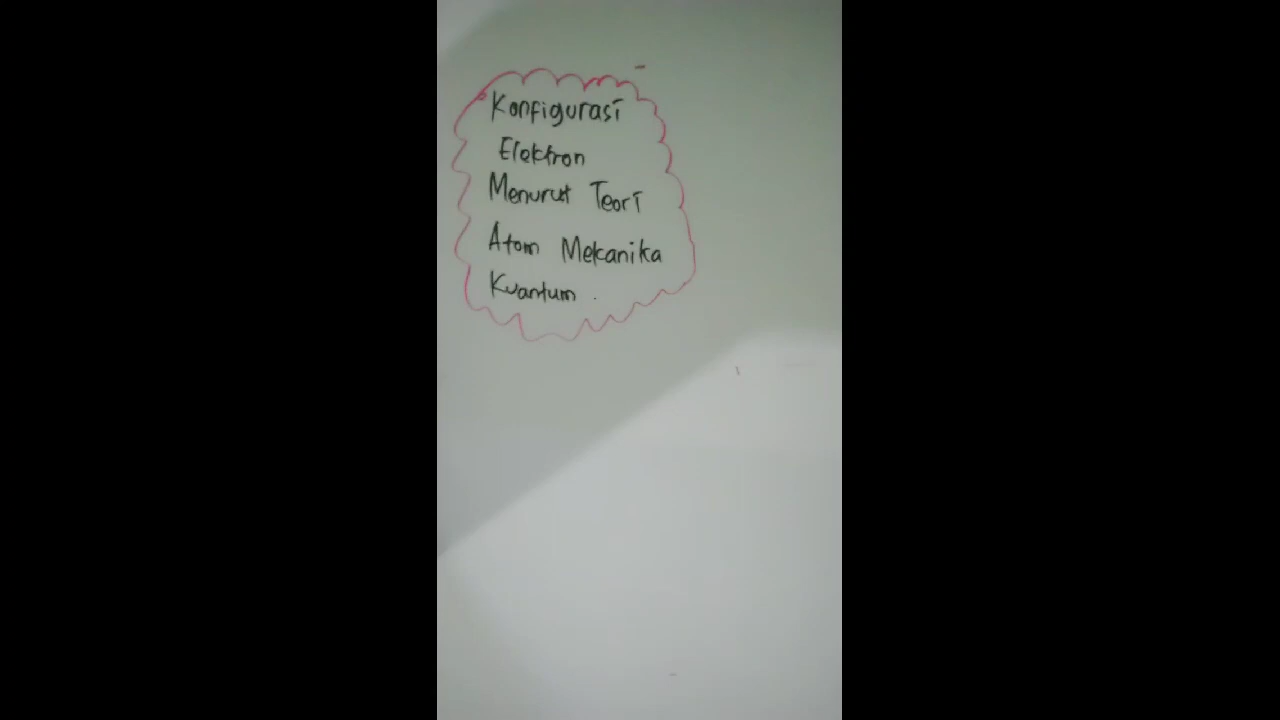 Konfigurasi
Elektron
Menurut Teori
Atom Mekanika
Kuantum.